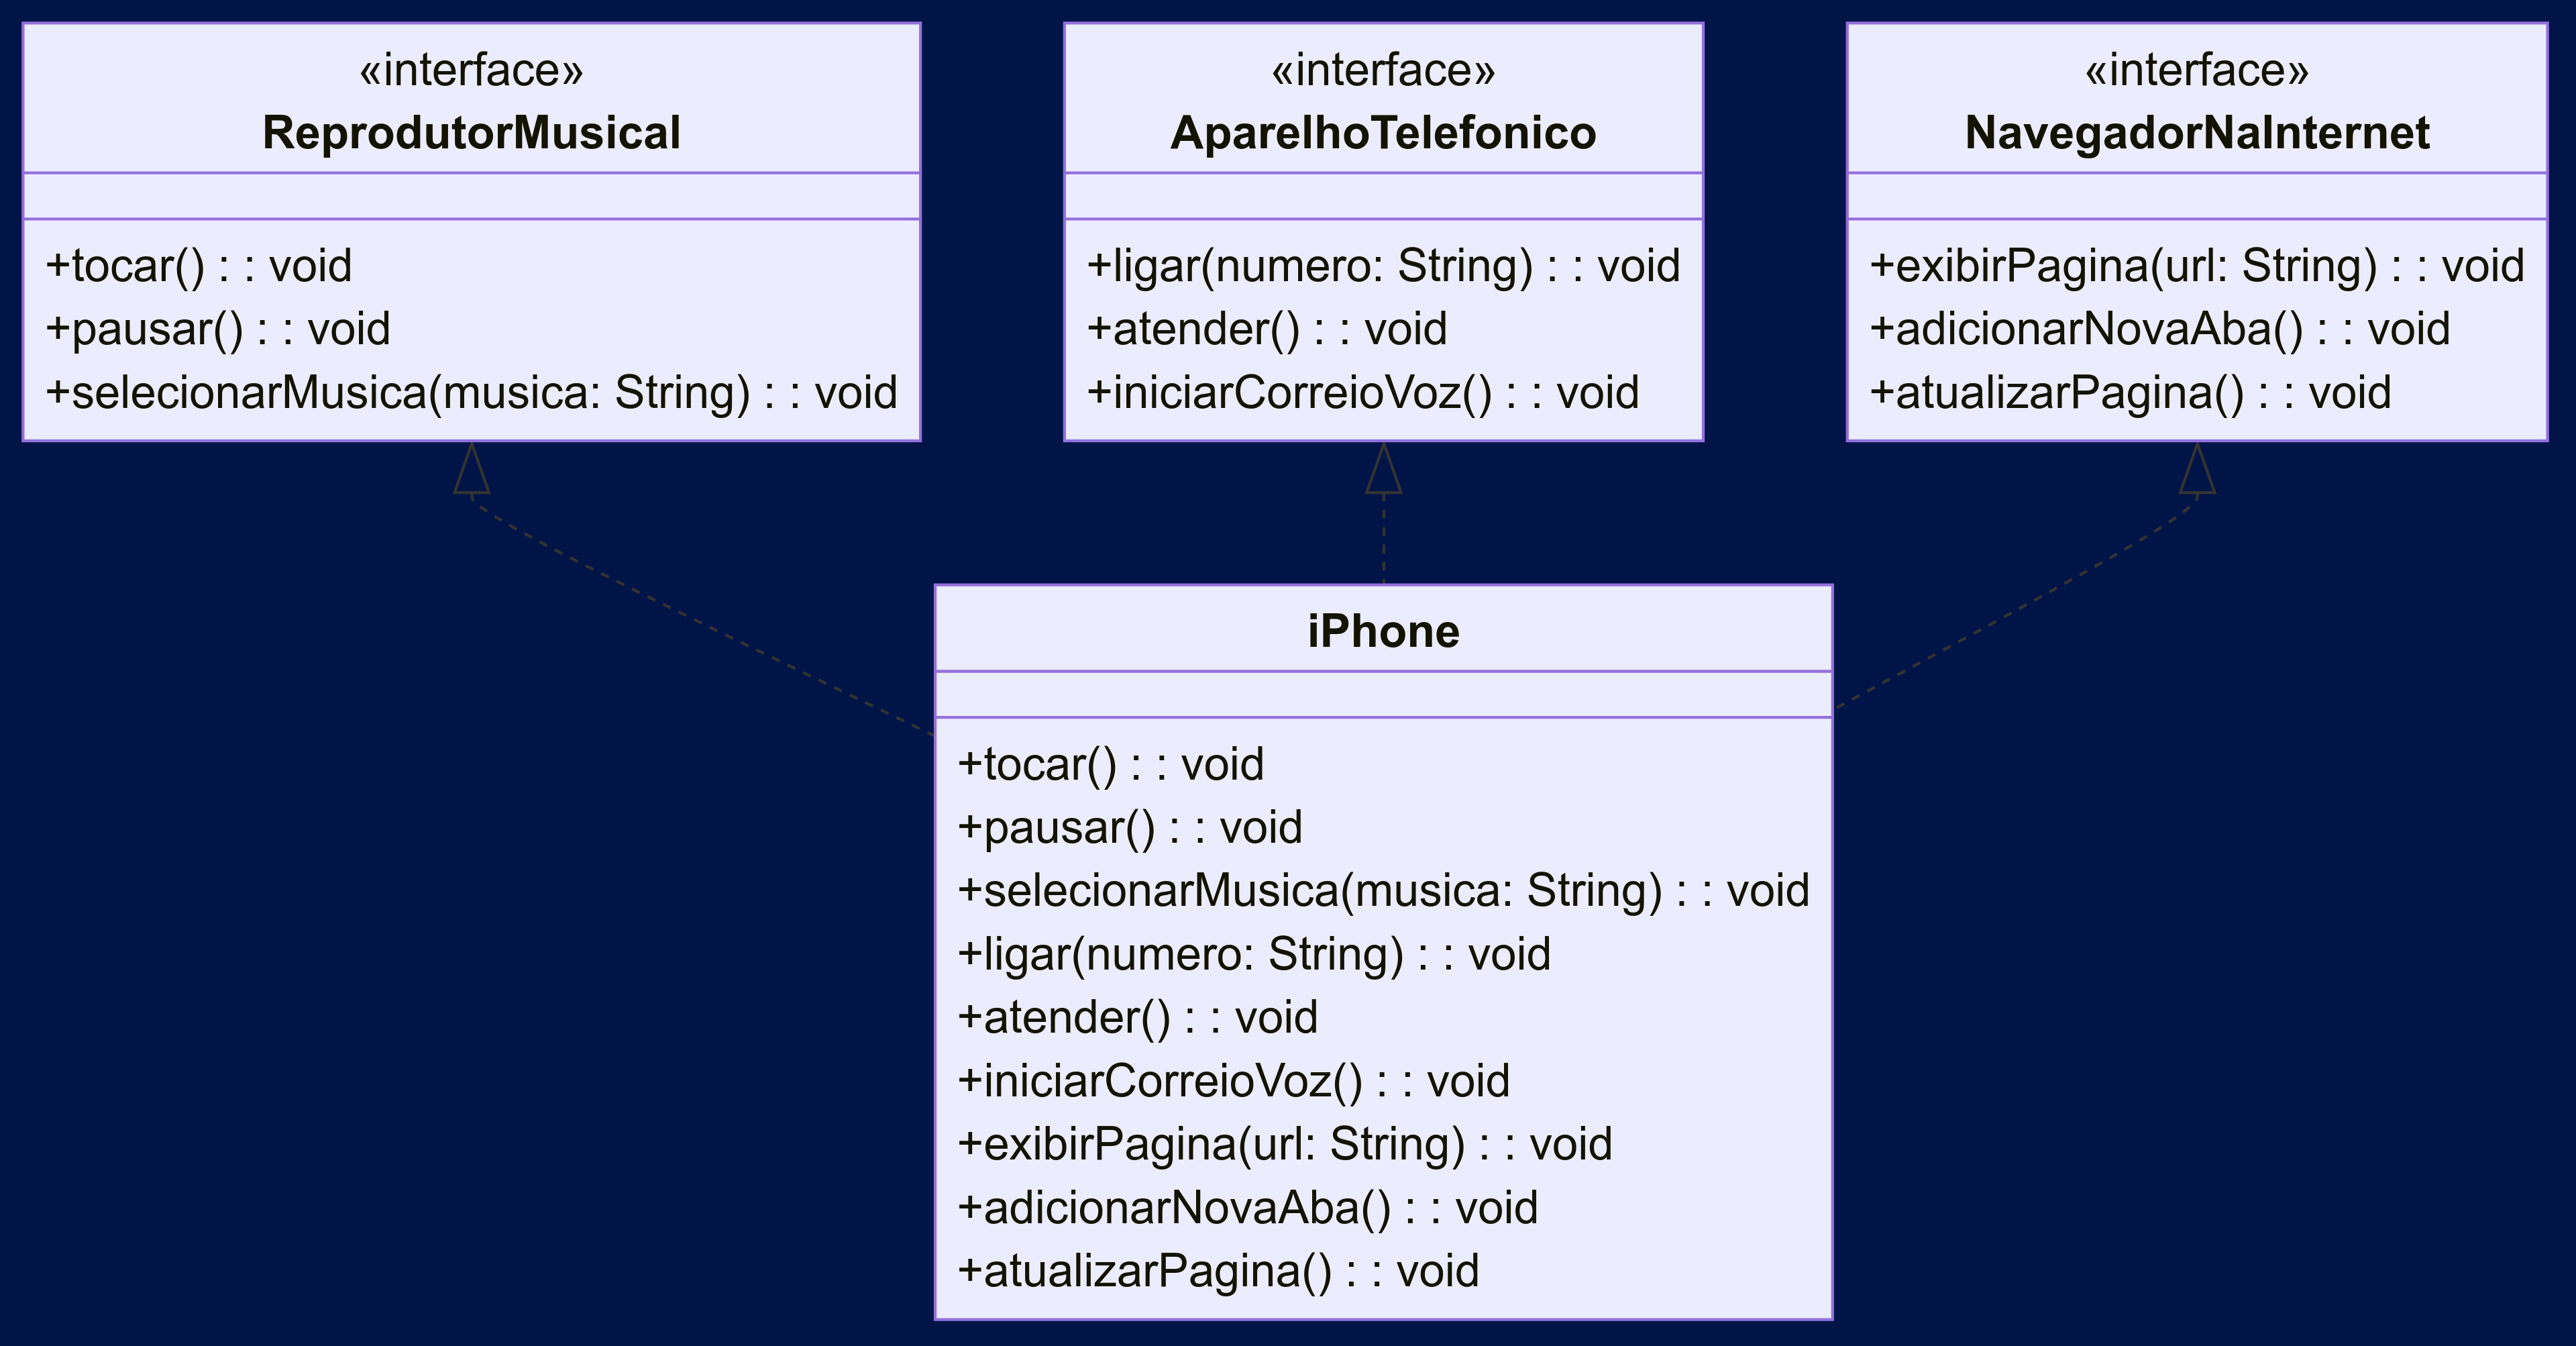 «interface»
ReprodutorMusical
+tocar() : : void
+pausar() : : void
+selecionarMusica(musica: String) : : void
«interface»
AparelhoTelefonico
+ligar(numero: String) : : void
+atender() : : void
+iniciarCorreioVoz() : : void
«interface»
NavegadorNaInternet
+exibirPagina(url: String) : : void
+adicionarNovaAba() : : void
+atualizarPagina() : : void
iPhone
+tocar() : : void
+pausar() : : void
+selecionarMusica(musica: String) : : void
+ligar(numero: String) : : void
+atender() : : void
+iniciarCorreioVoz() : : void
+exibirPagina(url: String) : : void
+adicionarNovaAba() : : void
+atualizarPagina() : : void